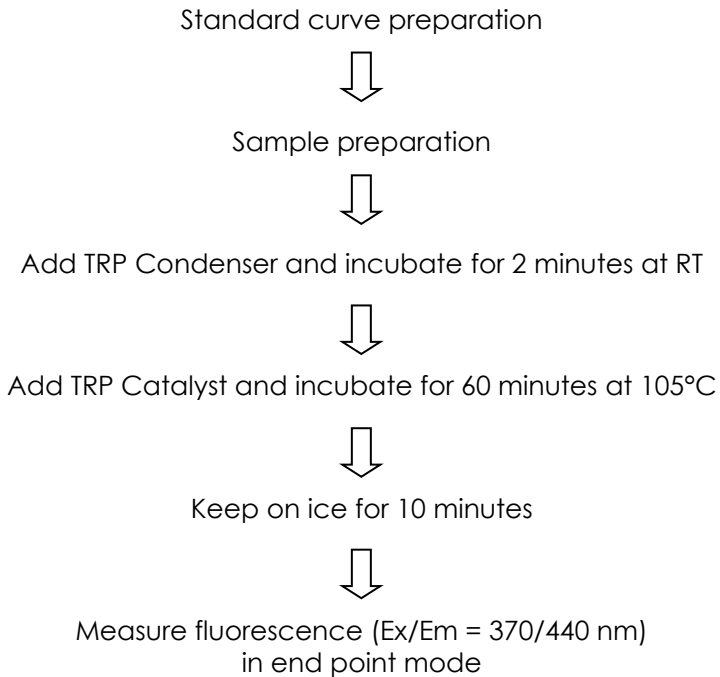 Standard curve preparation
Sample preparation
Add TRP Condenser and incubate for 2 minutes at RT
Add TRP Catalyst and incubate for 60 minutes at 105°C
Keep on ice for 10 minutes
Measure fluorescence (Ex/Em = 370/440 nm)
in end point mode